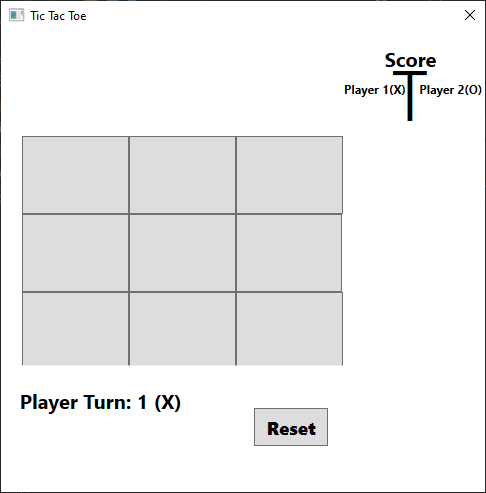 Tic Tac Toe
Score
Player 1(X) Player 2(O)
Player Turn: 1 (X)
Reset